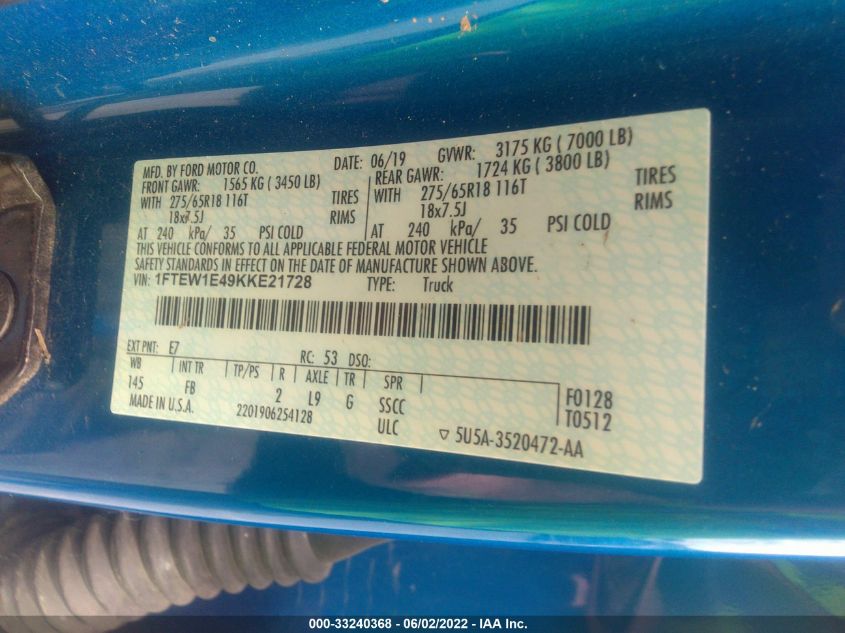 MFD. BY FORD MOTOR CO.
DATE: 06/19 GVWR: 3175 KG ( 7000 LB)
FRONT GAWR: 1565 KG ( 3450 LB)
REAR GAWR: 1724 KG ( 3800 LB)
WITH 275/65R18 116T TIRES
WITH 275/65R18 116T TIRES
18x7.5J RIMS
18x7.5J RIMS
AT 240 kPa/ 35 PSI COLD
AT 240 kPa/ 35 PSI COLD
THIS VEHICLE CONFORMS TO ALL APPLICABLE FEDERAL MOTOR VEHICLE
SAFETY STANDARDS IN EFFECT ON THE DATE OF MANUFACTURE SHOWN ABOVE.
VIN: 1FTEW1E49KKE21728 TYPE: Truck
EXT PNT: E7 RC: 53 DSO:
WB INT TR TP/PS R AXLE TR SPR
145 FB 2 L9 G SSCC F0128
MADE IN U.S.A. 2201906254128 ULC T0512
▽ 5U5A-3520472-AA
000-33240368 - 06/02/2022 - IAA Inc.